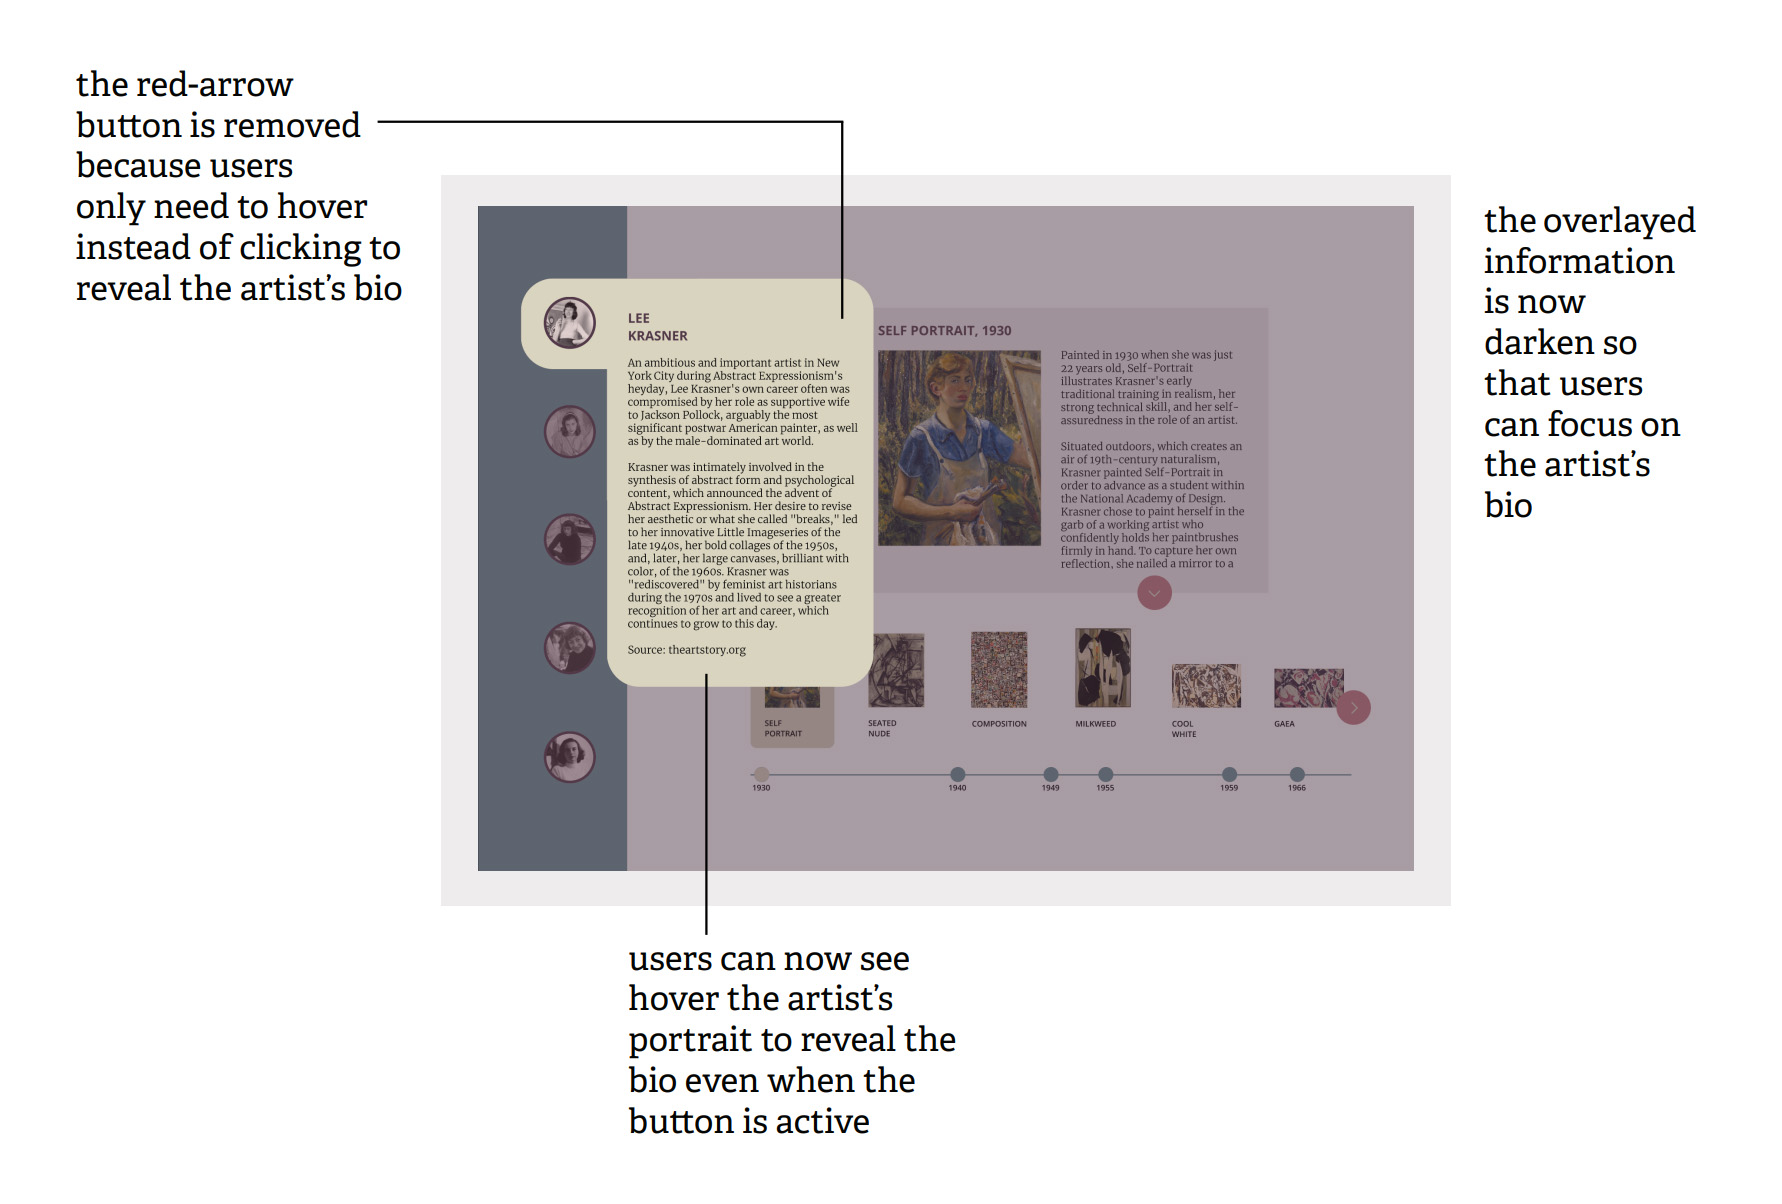 the red-arrow
button is removed
because users
only need to hover
instead of clicking to
reveal the artist’s bio
the overlayed
information
is now
darken so
that users
can focus on
the artist’s
bio
LEE
KRASNER
An ambitious and important artist in New
York City during Abstract Expressionism's
heyday, Lee Krasner's own career often was
compromised by her role as supportive wife
to Jackson Pollock, arguably the most
significant postwar American painter, as well
as by the male-dominated art world.
Krasner was intimately involved in the
synthesis of abstract form and psychological
content, which announced the advent of
Abstract Expressionism. Her desire to revise
her aesthetic or what she called "breaks," led
to her innovative Little Imageseries of the
late 1940s, her bold collages of the 1950s,
and, later, her large canvases, brilliant with
color, of the 1960s. Krasner was
"rediscovered" by feminist art historians
during the 1970s and lived to see a greater
recognition of her art and career, which
continues to grow to this day.
Source: theartstory.org
SELF PORTRAIT, 1930
Painted in 1930 when she was just
22 years old, Self-Portrait
illustrates Krasner's early
traditional training in realism, her
strong technical skill, and her self-
assuredness in the role of an artist.
Situated outdoors, which creates an
air of 19th-century naturalism,
Krasner painted Self-Portrait in
order to advance as a student within
the National Academy of Design.
Krasner chose to paint herself in the
garb of a working artist who
confidently holds her paintbrushes
firmly in hand. To capture her own
reflection, she nailed a mirror to a
SELF
PORTRAIT
SEATED
NUDE
COMPOSITION
MILKWEED
COOL
WHITE
GAEA
1930
1940
1949
1955
1959
1966
users can now see
hover the artist’s
portrait to reveal the
bio even when the
button is active